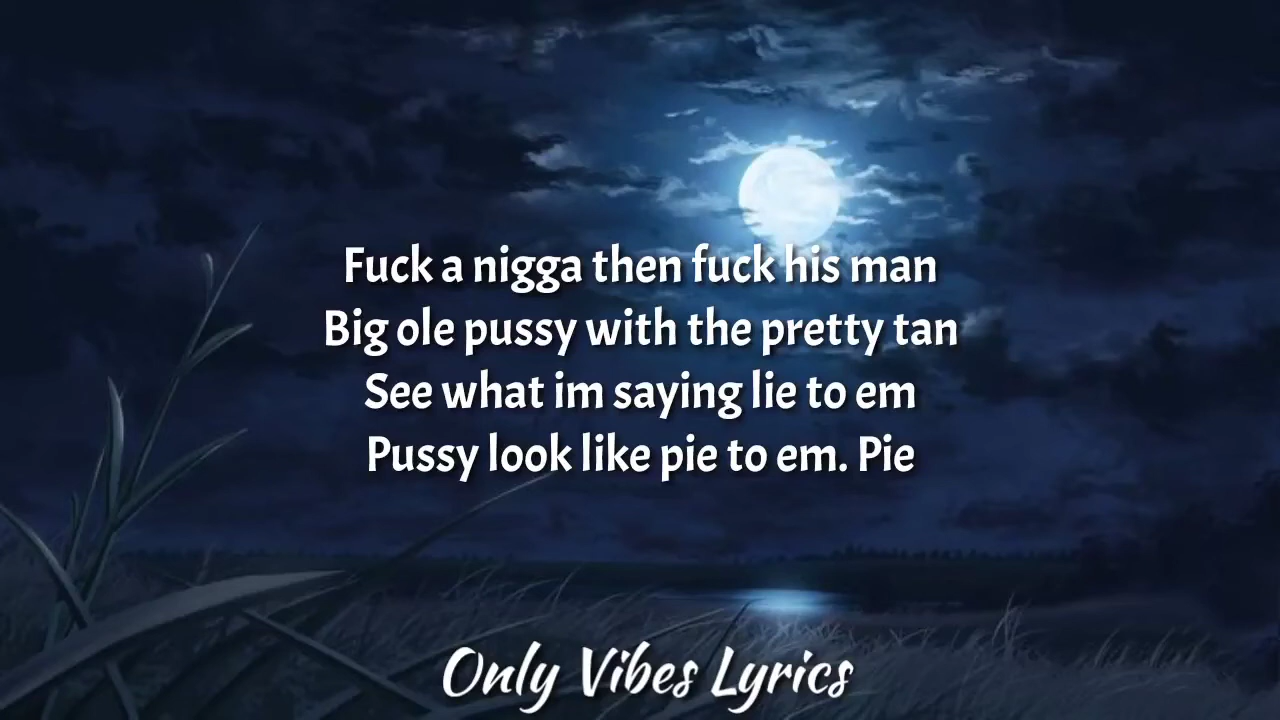 Fuck a nigga then fuck his man
Big ole pussy with the pretty tan
See what im saying lie to em
Pussy look like pie to em. Pie
Only Vibes Lyrics